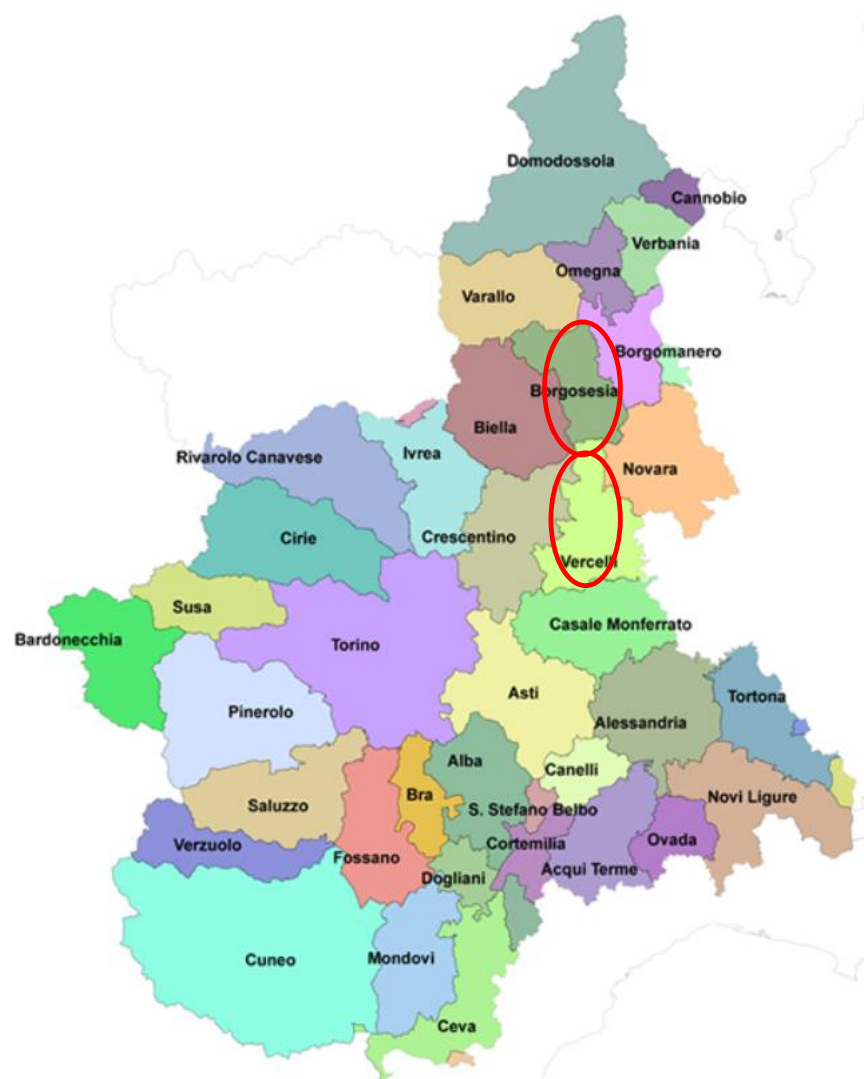 Domodossola
Cannobio
Verbania
Omegna
Varallo
Borgomanero
Borgosesia
Biella
Ivrea
Rivarolo Canavese
Novara
Cirie
Crescentino
Vercelli
Susa
Casale Monferrato
Bardonecchia
Torino
Asti
Tortona
Pinerolo
Alessandria
Alba
Canelli
Bra
Novi Ligure
Saluzzo
S. Stefano Belbo
Verzuolo
Ovada
Cortemilia
Fossano
Acqui Terme
Dogliani
Cuneo
Mondovi
Ceva